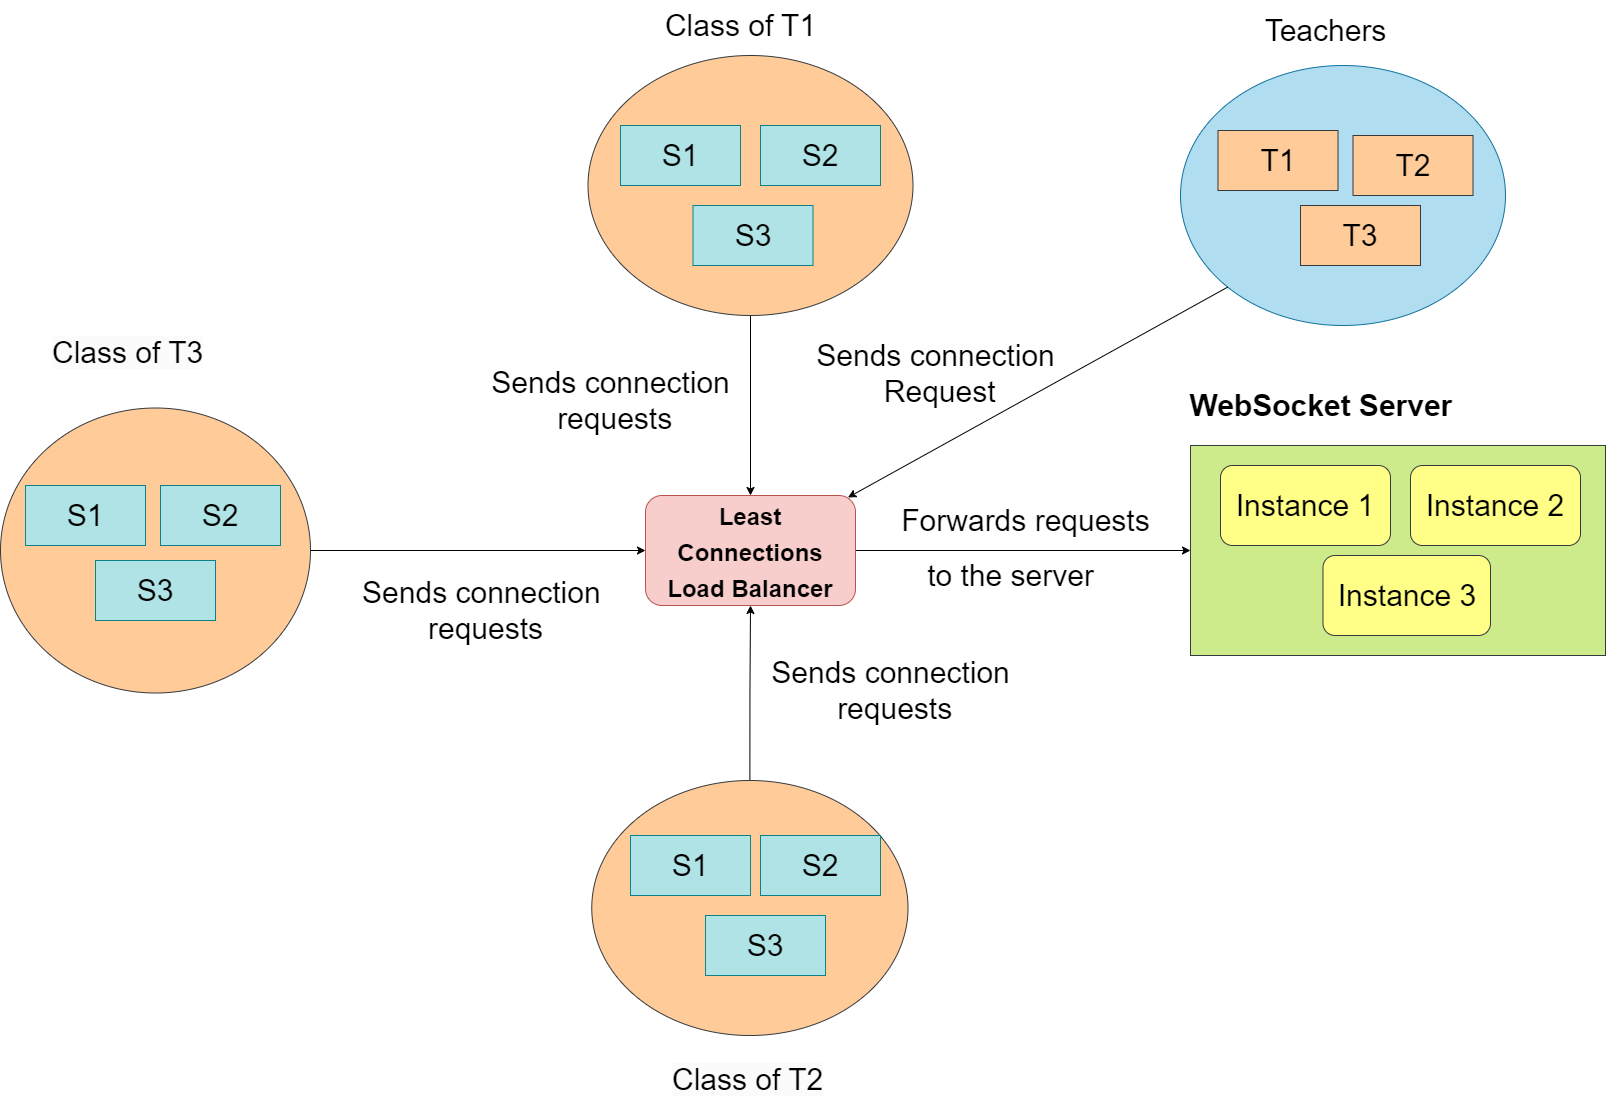 Class of T1
S1
S2
S3
Teachers
T1
T2
T3
Class of T3
S1
S2
S3
Sends connection
requests
Sends connection
Request
WebSocket Server
Instance 1
Instance 2
Instance 3
Least
Connections
Load Balancer
Forwards requests
to the server
Sends connection
requests
Sends connection
requests
S1
S2
S3
Class of T2